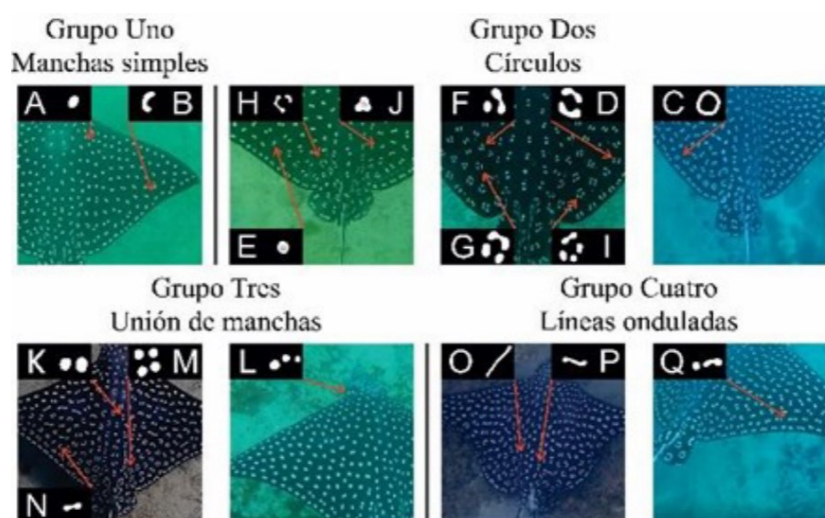 Grupo Uno
Manchas simples
Grupo Dos
Círculos
A B H J F D C
E G I
Grupo Tres
Unión de manchas
Grupo Cuatro
Líneas onduladas
K M L O P Q
N